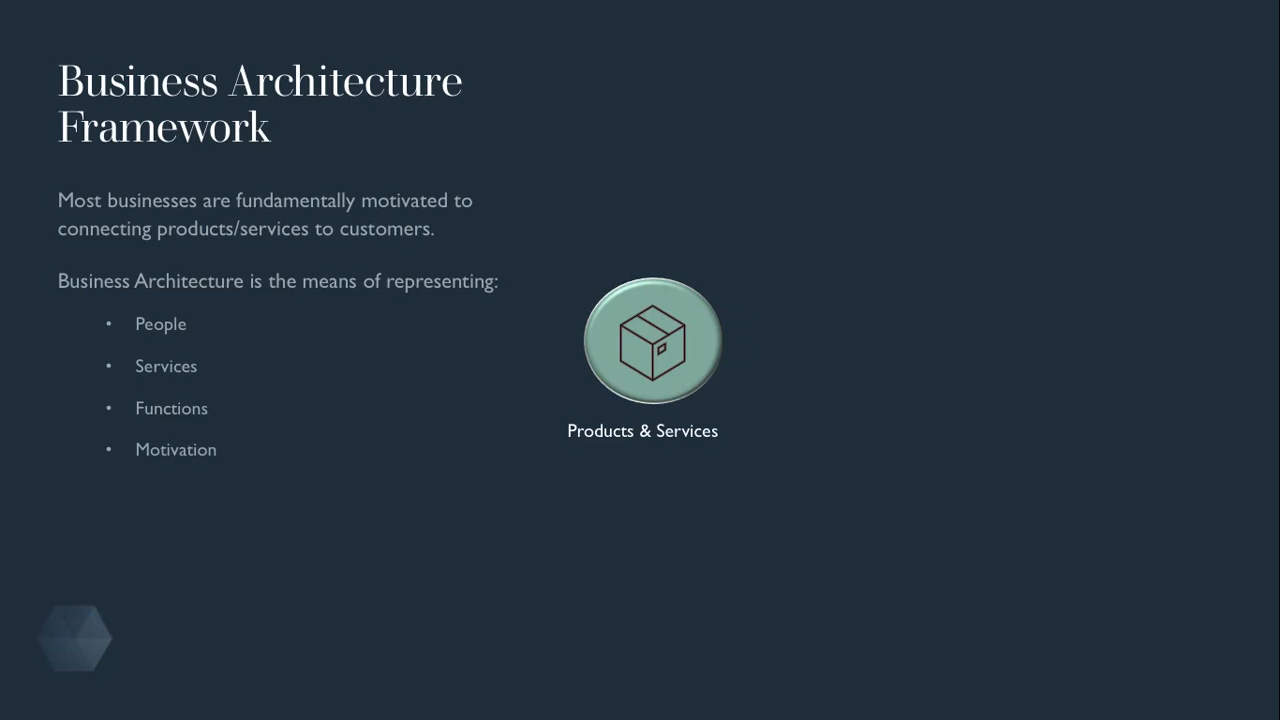 Business Architecture
Framework
Most businesses are fundamentally motivated to
connecting products/services to customers.
Business Architecture is the means of representing:
• People
• Services
• Functions
• Motivation
Products & Services